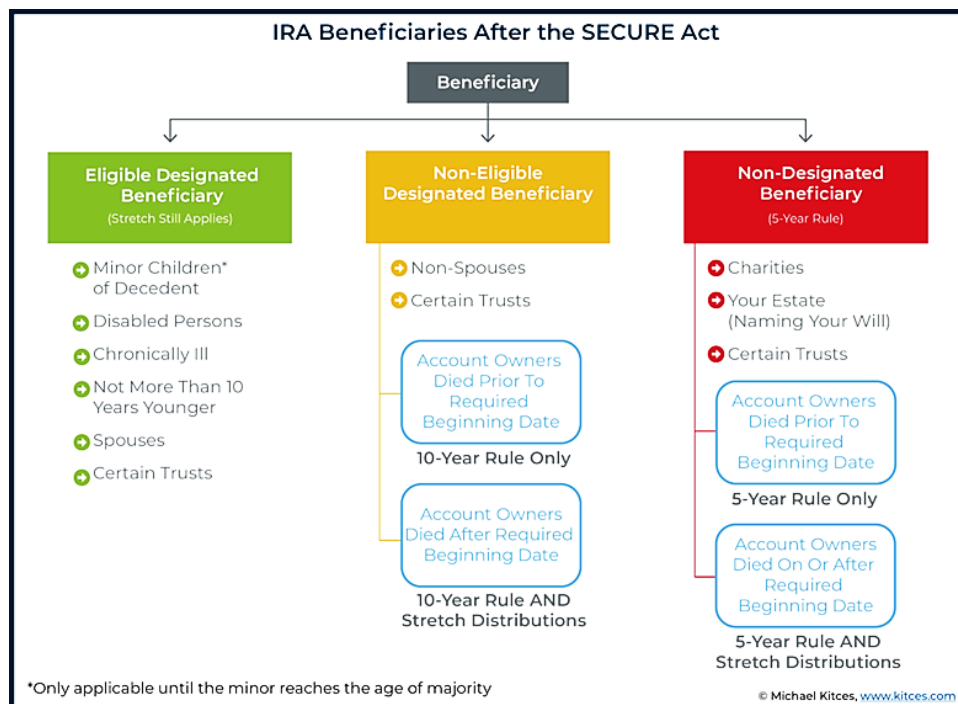 IRA Beneficiaries After the SECURE Act
Beneficiary
Eligible Designated
Beneficiary
(Stretch Still Applies)
Minor Children*
of Decedent
Disabled Persons
Chronically Ill
Not More Than 10
Years Younger
Spouses
Certain Trusts
Non-Eligible
Designated Beneficiary
Non-Spouses
Certain Trusts
Account Owners
Died Prior To
Required
Beginning Date
10-Year Rule Only
Account Owners
Died After Required
Beginning Date
10-Year Rule AND
Stretch Distributions
Non-Designated
Beneficiary
(5-Year Rule)
Charities
Your Estate
(Naming Your Will)
Certain Trusts
Account Owners
Died Prior To
Required
Beginning Date
5-Year Rule Only
Account Owners
Died On Or After
Required
Beginning Date
5-Year Rule AND
Stretch Distributions
*Only applicable until the minor reaches the age of majority
© Michael Kitces, www.kitces.com